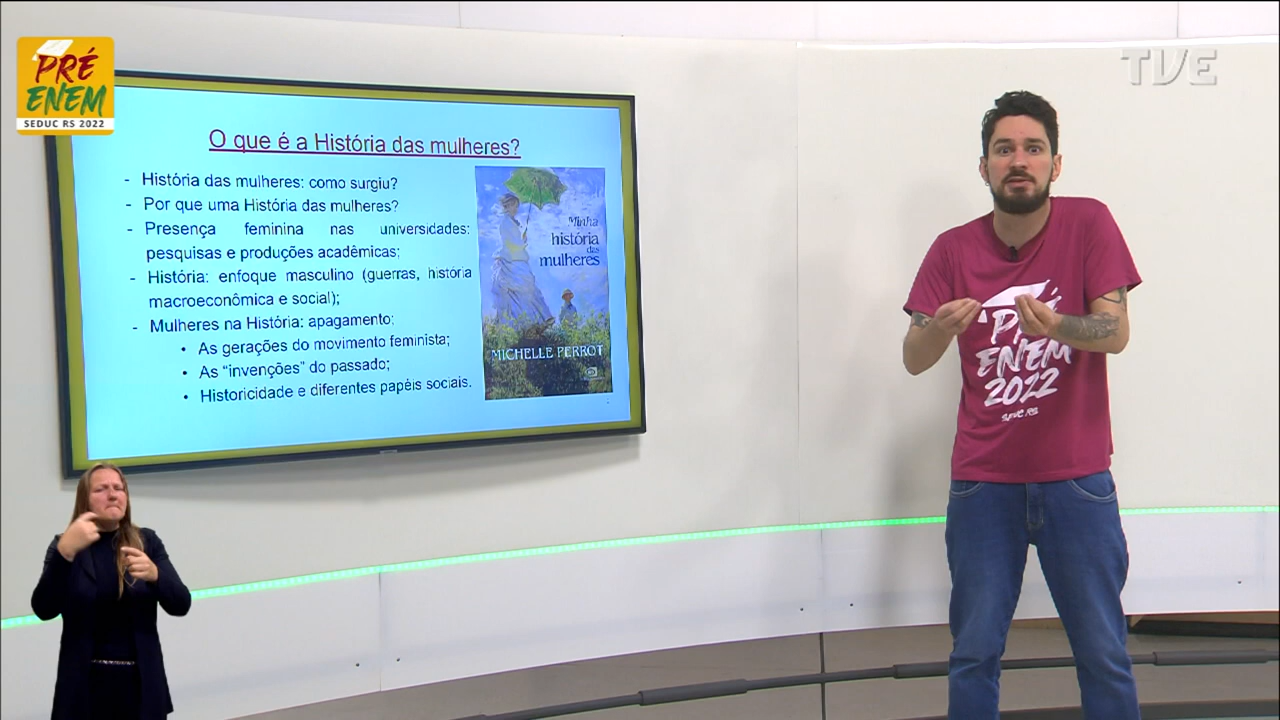 PRÉ
ENEM
SEDUC RS 2022
TVE
O que é a História das mulheres?
- História das mulheres: como surgiu?
- Por que uma História das mulheres?
- Presença feminina nas universidades:
pesquisas e produções acadêmicas;
- História: enfoque masculino (guerras, história
macroeconômica e social);
- Mulheres na História: apagamento:
• As gerações do movimento feminista;
• As “invenções” do passado;
• Historicidade e diferentes papéis sociais.
Minha
história
das
mulheres
MICHELLE PERROT
PRÉ
ENEM
2022
SEDUC RS